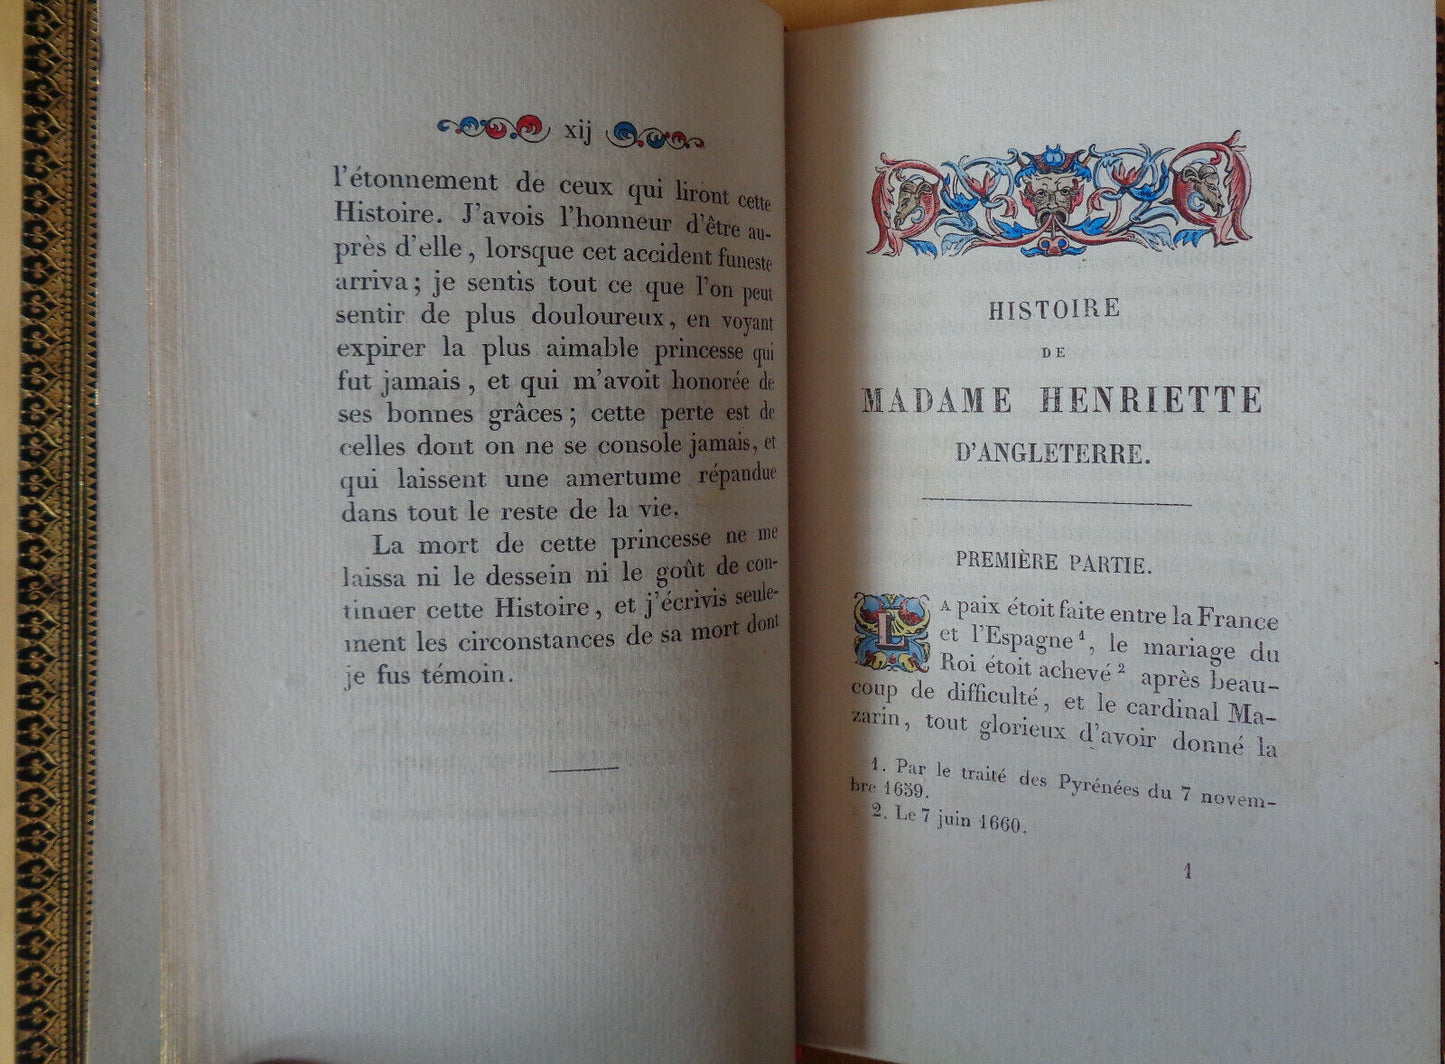 xij
l'étonnement de ceux qui liront cette
Histoire. J'avois l'honneur d'être au-
près d'elle, lorsque cet accident funeste
arriva; je sentis tout ce que l'on peut
sentir de plus douloureux, en voyant
expirer la plus aimable princesse qui
fut jamais, et qui m'avoit honorée de
ses bonnes grâces; cette perte est de
celles dont on ne se console jamais, et
qui laissent une amertume répandue
dans tout le reste de la vie.
La mort de cette princesse ne me
laissa ni le dessein ni le goût de con-
tinuer cette Histoire, et j'écrivis seule-
ment les circonstances de sa mort dont
je fus témoin.
HISTOIRE
DE
MADAME HENRIETTE
D'ANGLETERRE.
PREMIÈRE PARTIE.
LA paix étoit faite entre la France
et l'Espagne 1, le mariage du
Roi étoit achevé 2 après beau-
coup de difficulté, et le cardinal Ma-
zarin, tout glorieux d'avoir donné la
1. Par le traité des Pyrénées du 7 novem-
bre 1659.
2. Le 7 juin 1660.
1